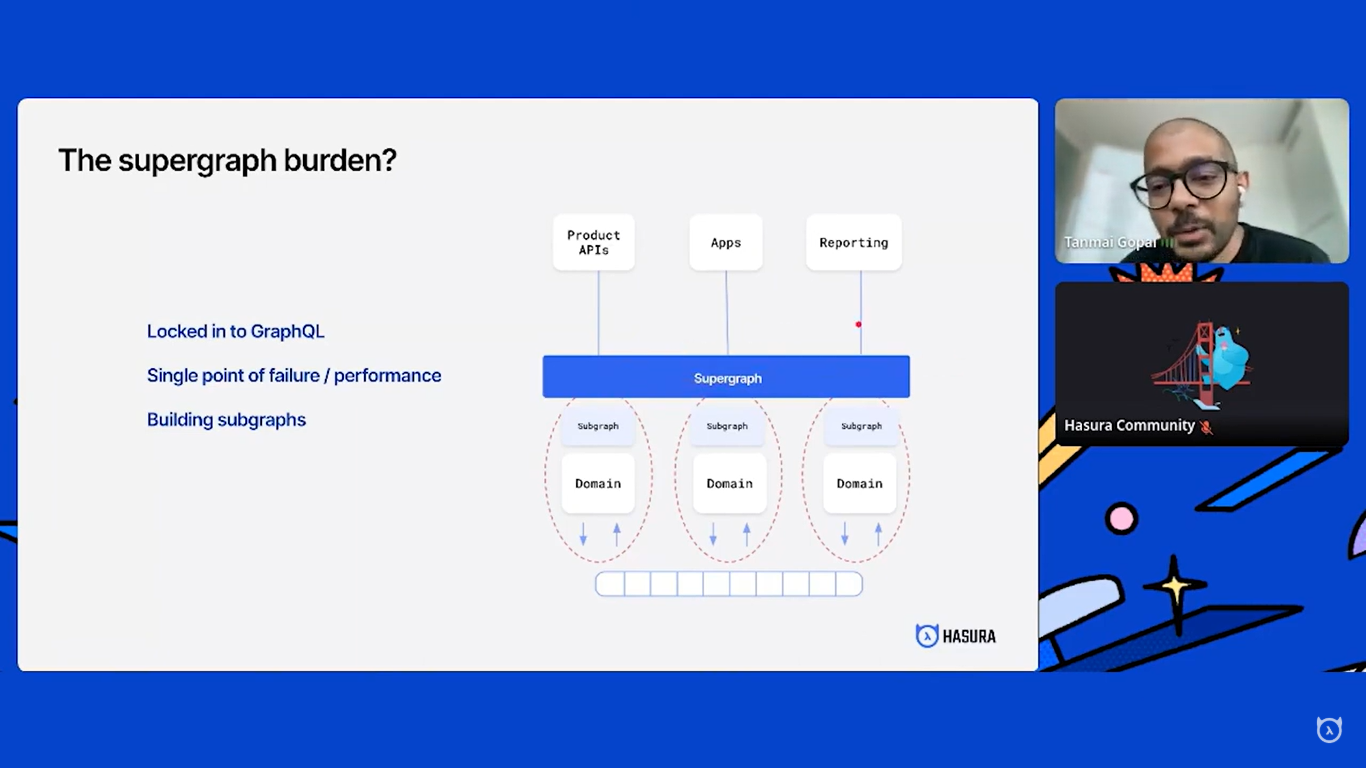 The supergraph burden?
Product
APIs
Apps
Reporting
Locked in to GraphQL
Single point of failure / performance
Building subgraphs
Supergraph
Subgraph
Subgraph
Subgraph
Domain
Domain
Domain
HASURA
Tanmai Gopal
Hasura Community